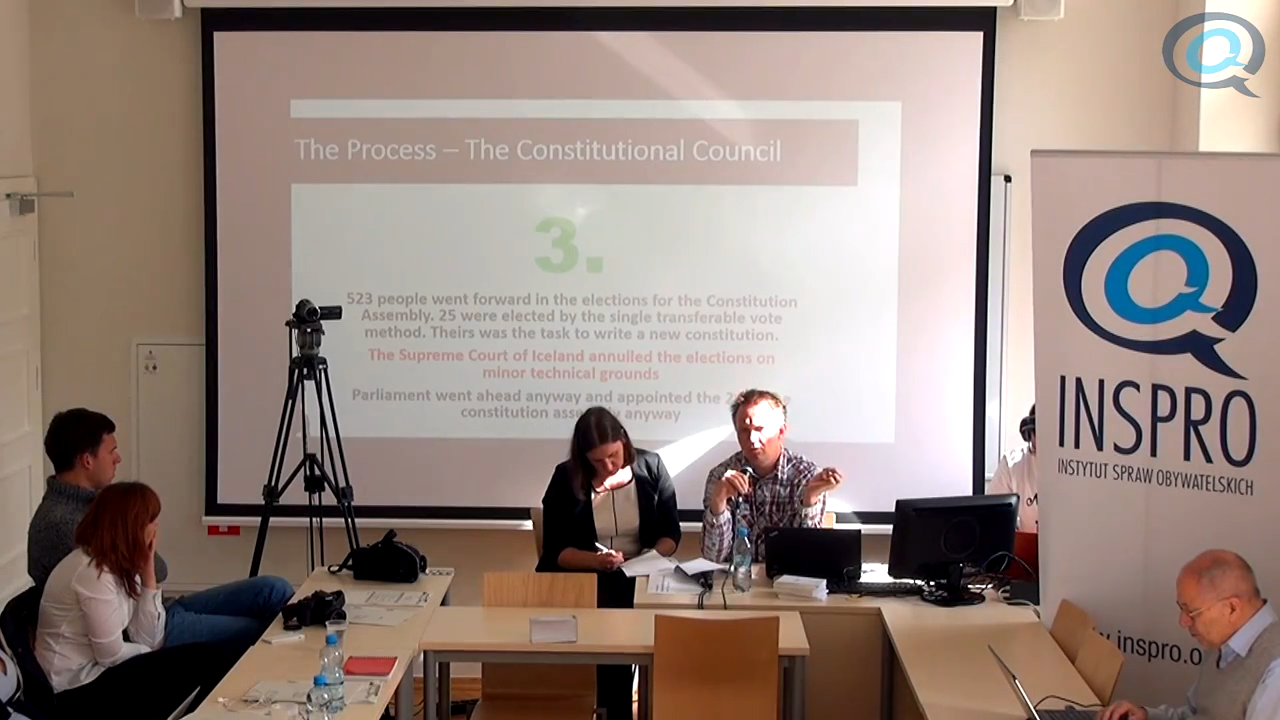 The Process – The Constitutional Council
3.
523 people went forward in the elections for the Constitution
Assembly. 25 were elected by the single transferable vote
method. Theirs was the task to write a new constitution.
The Supreme Court of Iceland annulled the elections on
minor technical grounds
Parliament went ahead anyway and appointed the
constitution anyway
INSPRO
INSTYTUT SPRAW OBYWATELSKICH
inspro.o